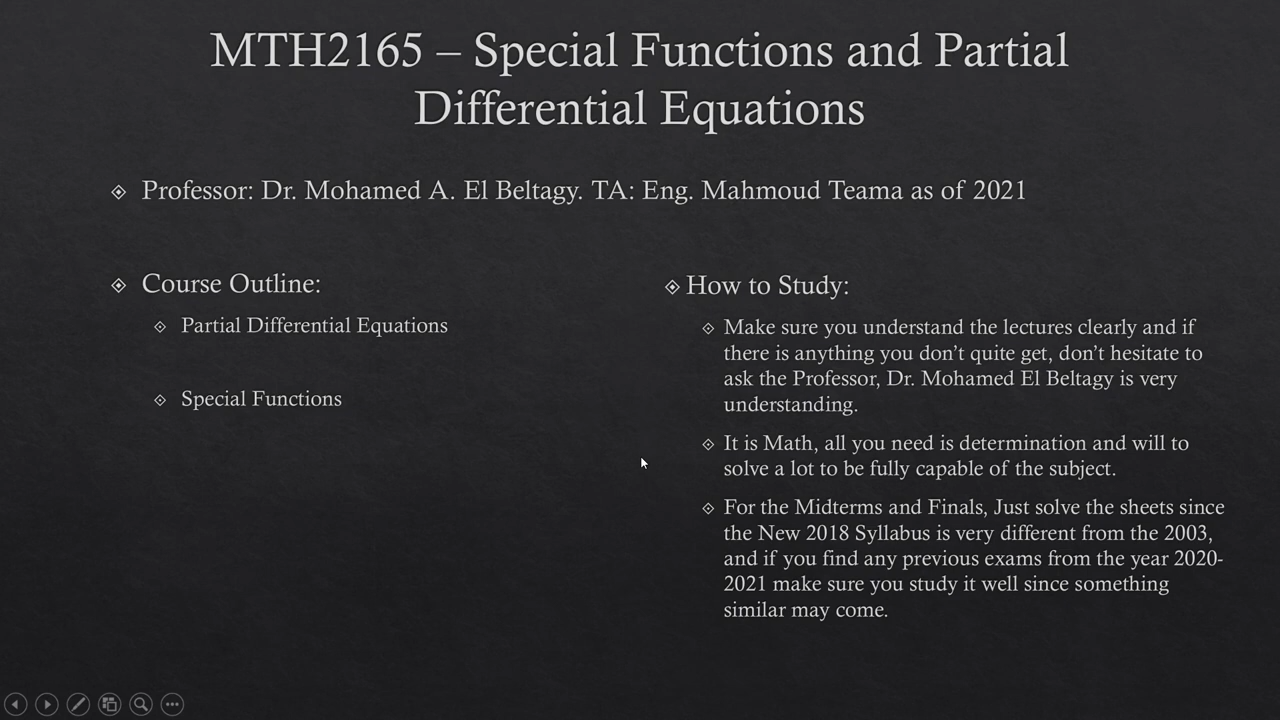 MTH2165 – Special Functions and Partial
Differential Equations
Professor: Dr. Mohamed A. El Beltagy. TA: Eng. Mahmoud Teama as of 2021
Course Outline:
Partial Differential Equations
Special Functions
How to Study:
Make sure you understand the lectures clearly and if
there is anything you don’t quite get, don’t hesitate to
ask the Professor, Dr. Mohamed El Beltagy is very
understanding.
It is Math, all you need is determination and will to
solve a lot to be fully capable of the subject.
For the Midterms and Finals, Just solve the sheets since
the New 2018 Syllabus is very different from the 2003,
and if you find any previous exams from the year 2020-
2021 make sure you study it well since something
similar may come.